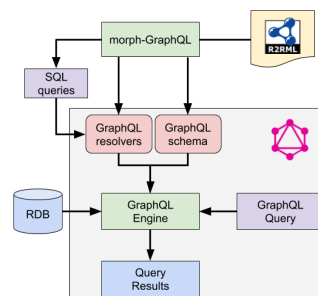 morph-GraphQL
R2RML
SQL
queries
GraphQL
resolvers
GraphQL
schema
RDB
GraphQL
Engine
GraphQL
Query
Query
Results